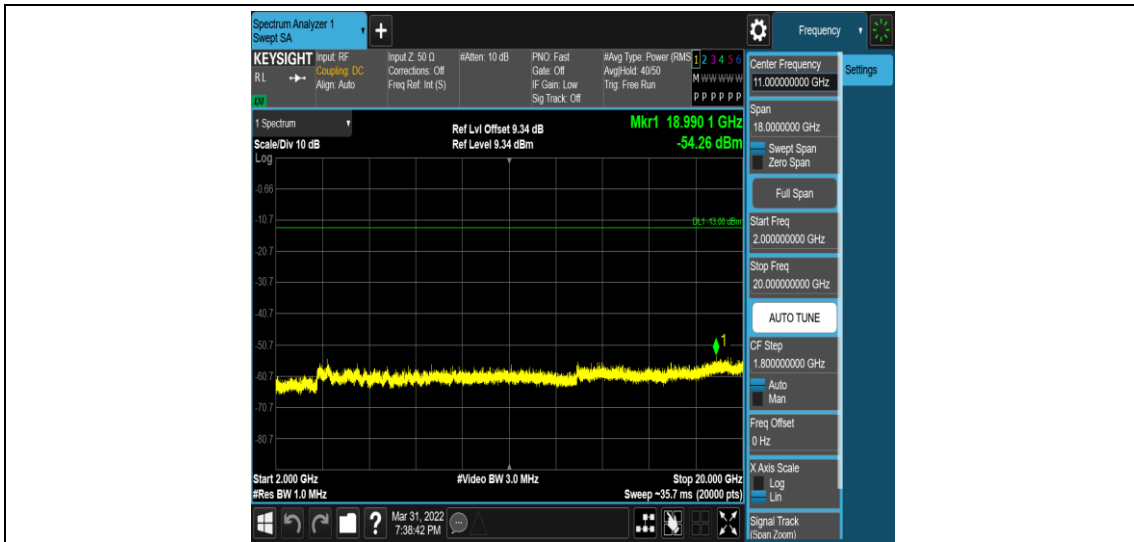 Spectrum Analyzer 1
Swept SA
+
Frequency
KEYSIGHT
RL
LXI
Input: RF
Coupling: DC
Align: Auto
Input Z: 50 Ω
Corrections: Off
Freq Ref: Int (S)
#Atten: 10 dB
PNO: Fast
Gate: Off
IF Gain: Low
Sig Track: Off
#Avg Type: Power (RMS
Avg|Hold: 40/50
Trig: Free Run
1 2 3 4 5 6
M W W W W W
P P P P P P
1 Spectrum
Scale/Div 10 dB
Log
Ref Lvl Offset 9.34 dB
Ref Level 9.34 dBm
Mkr1 18.990 1 GHz
-54.26 dBm
-0.66
-10.7
DL1 -13.00 dBm
-20.7
-30.7
-40.7
-50.7
1
-60.7
-70.7
-80.7
Start 2.000 GHz
#Res BW 1.0 MHz
#Video BW 3.0 MHz
Stop 20.000 GHz
Sweep ~35.7 ms (20000 pts)
?
Mar 31, 2022
7:38:42 PM
Center Frequency
11.000000000 GHz
Settings
Span
18.0000000 GHz
Swept Span
Zero Span
Full Span
Start Freq
2.000000000 GHz
Stop Freq
20.000000000 GHz
AUTO TUNE
CF Step
1.800000000 GHz
Auto
Man
Freq Offset
0 Hz
X Axis Scale
Log
Lin
Signal Track
(Span Zoom)